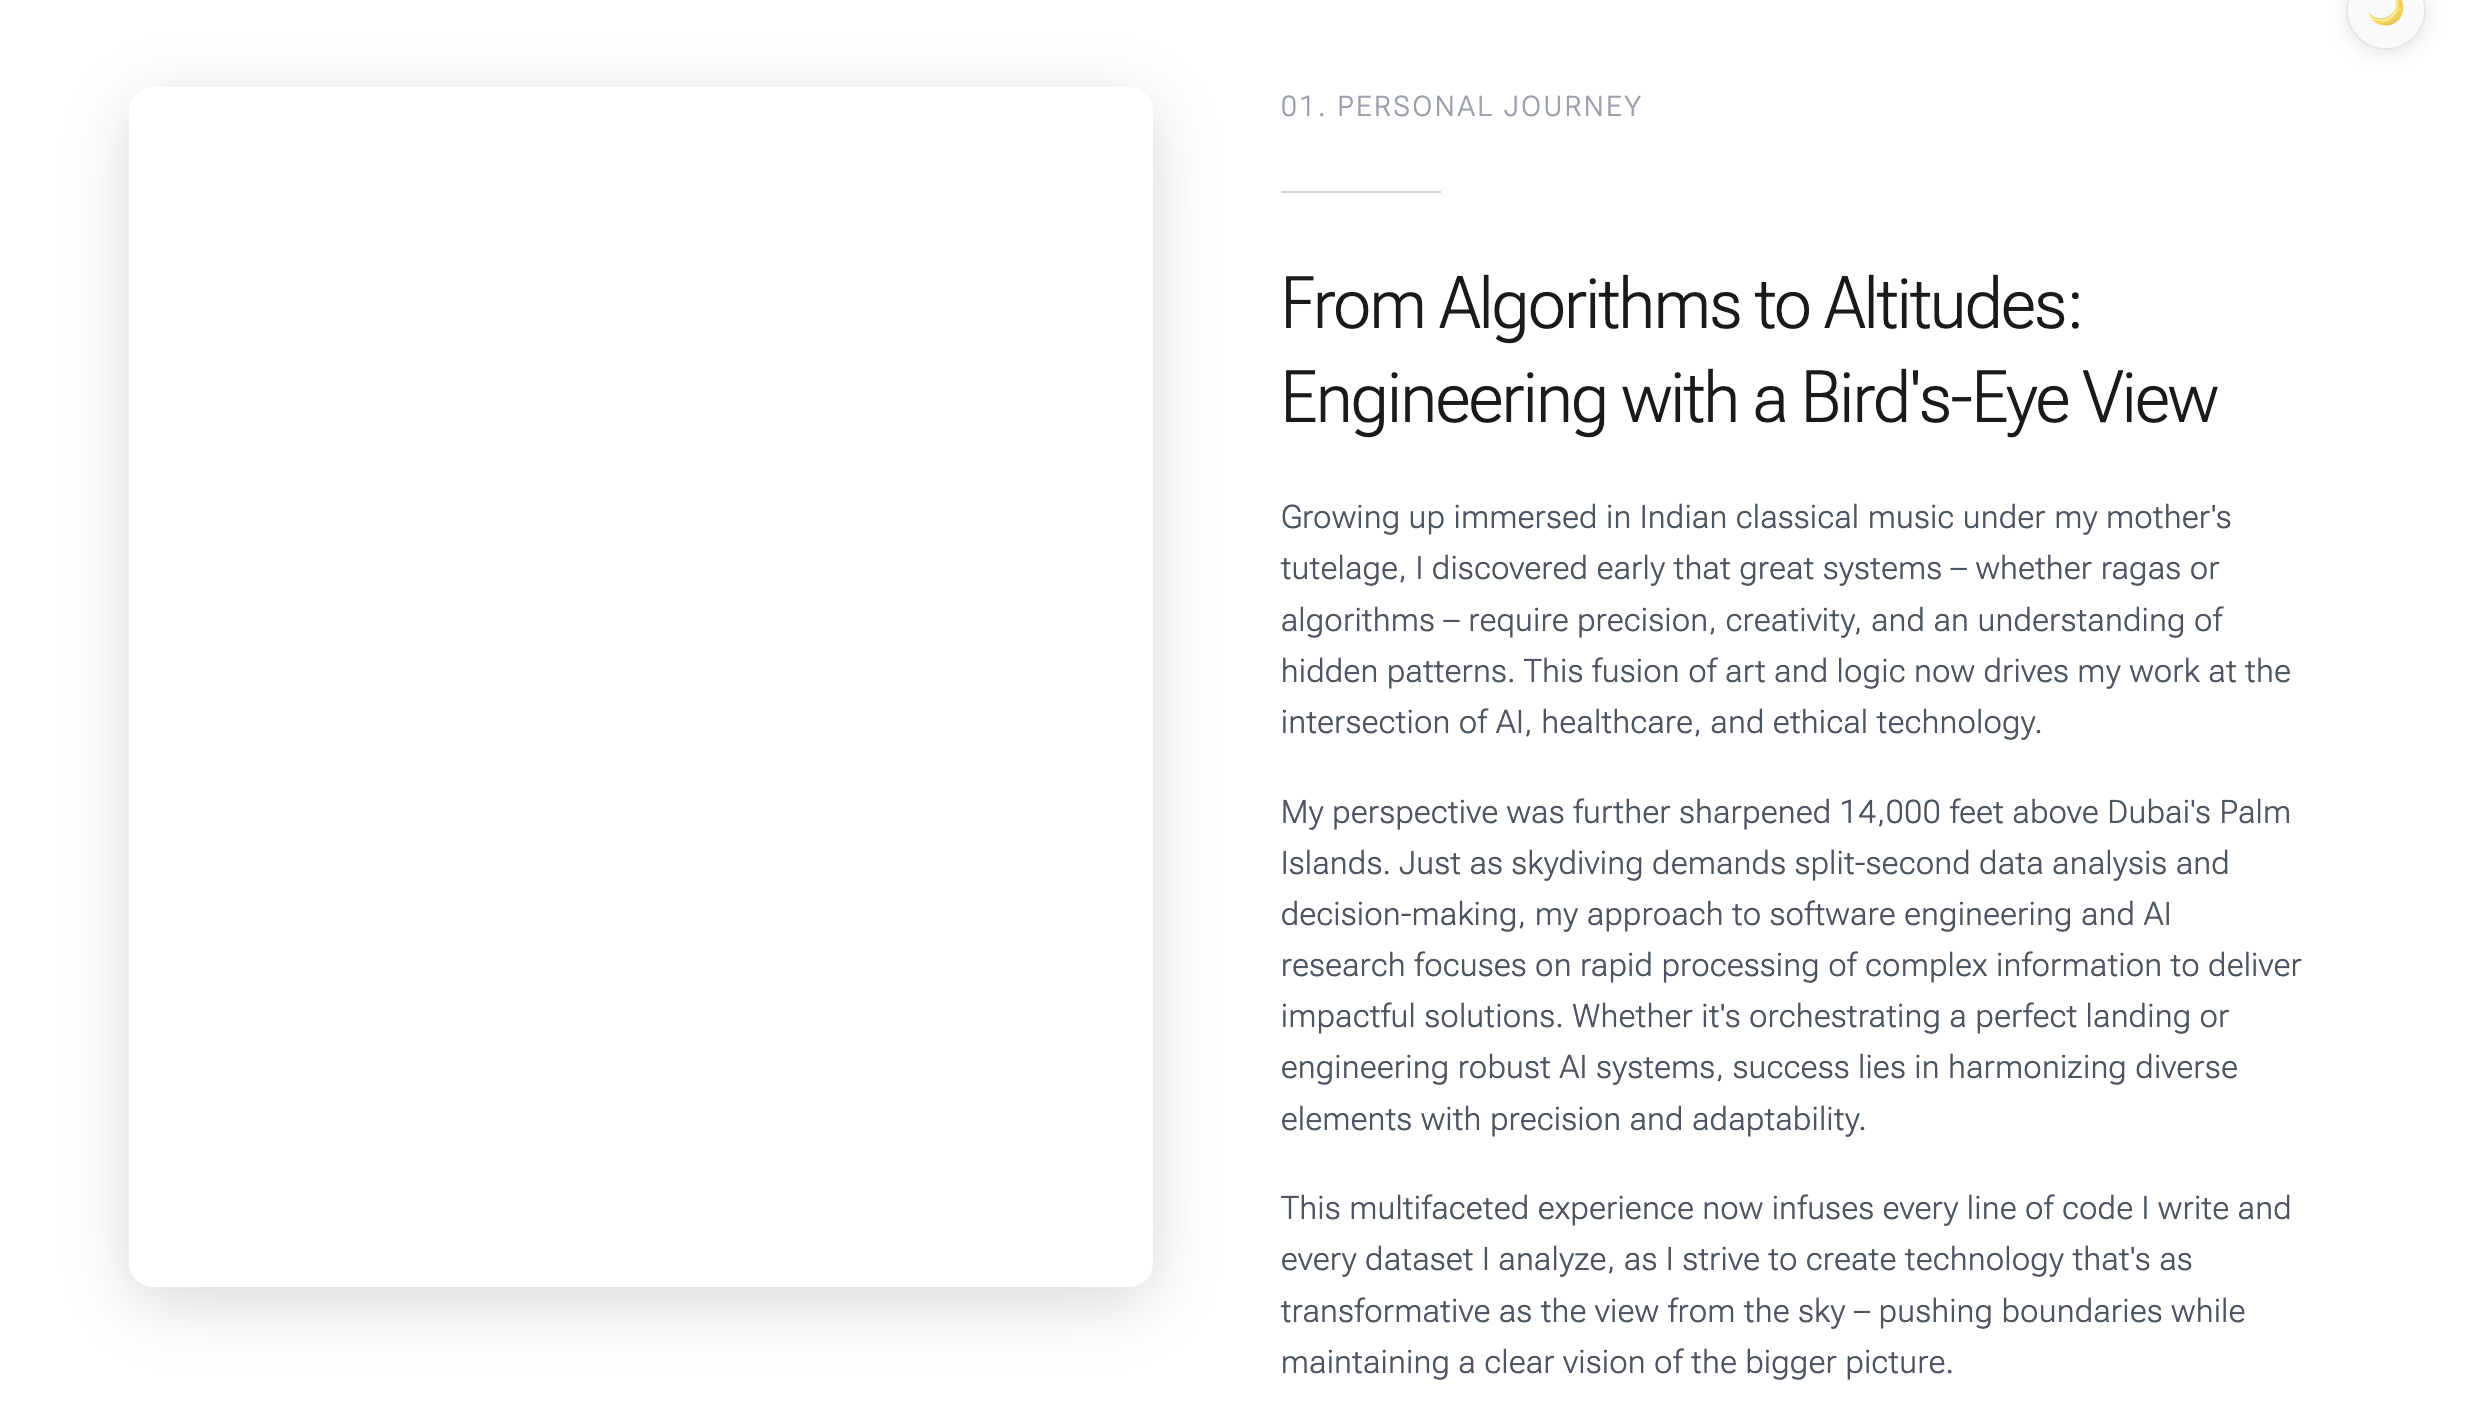 01. PERSONAL JOURNEY
From Algorithms to Altitudes:
Engineering with a Bird's-Eye View
Growing up immersed in Indian classical music under my mother's
tutelage, I discovered early that great systems – whether ragas or
algorithms – require precision, creativity, and an understanding of
hidden patterns. This fusion of art and logic now drives my work at the
intersection of AI, healthcare, and ethical technology.
My perspective was further sharpened 14,000 feet above Dubai's Palm
Islands. Just as skydiving demands split-second data analysis and
decision-making, my approach to software engineering and AI
research focuses on rapid processing of complex information to deliver
impactful solutions. Whether it's orchestrating a perfect landing or
engineering robust AI systems, success lies in harmonizing diverse
elements with precision and adaptability.
This multifaceted experience now infuses every line of code I write and
every dataset I analyze, as I strive to create technology that's as
transformative as the view from the sky – pushing boundaries while
maintaining a clear vision of the bigger picture.